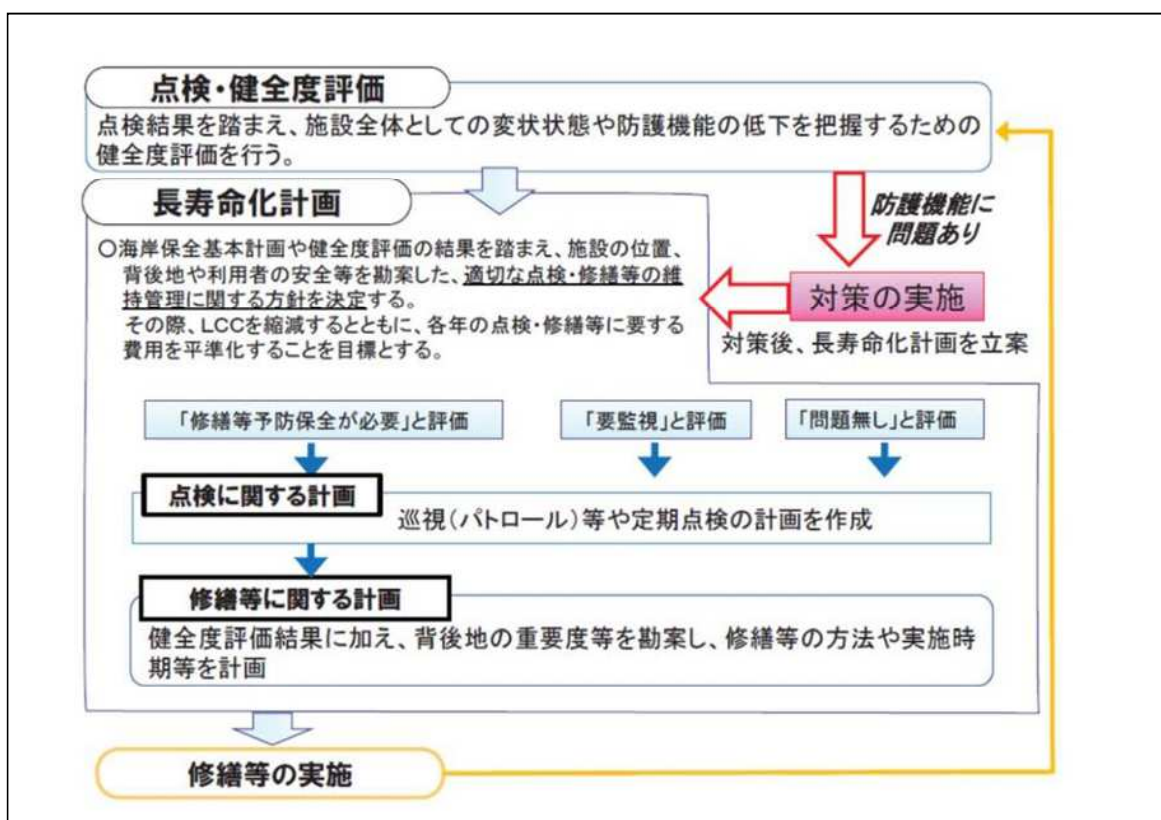 点検・健全度評価
点検結果を踏まえ、施設全体としての変状状態や防護機能の低下を把握するための
健全度評価を行う。
防護機能に
問題あり
対策の実施
対策後、長寿命化計画を立案
長寿命化計画
○海岸保全基本計画や健全度評価の結果を踏まえ、施設の位置、
背後地や利用者の安全等を勘案した、適切な点検・修繕等の維
持管理に関する方針を決定する。
その際、LCCを縮減するとともに、各年の点検・修繕等に要する
費用を平準化することを目標とする。
「修繕等予防保全が必要」と評価
「要監視」と評価
「問題無し」と評価
点検に関する計画
巡視(パトロール)等や定期点検の計画を作成
修繕等に関する計画
健全度評価結果に加え、背後地の重要度等を勘案し、修繕等の方法や実施時
期等を計画
修繕等の実施